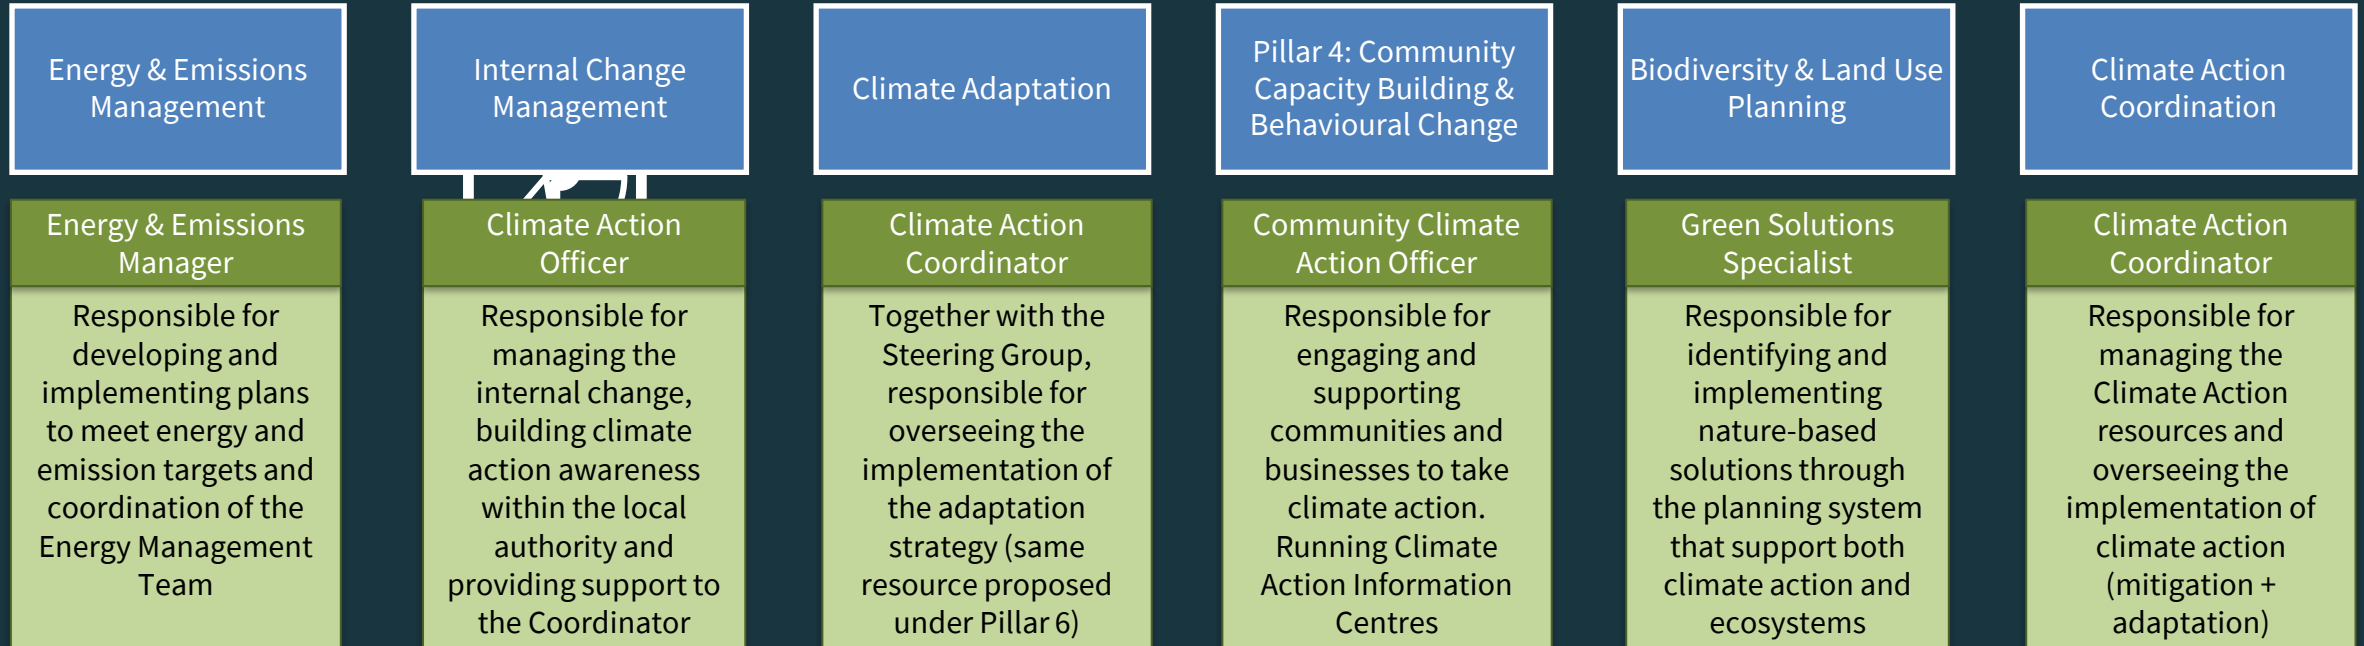 Energy & Emissions
Management
Internal Change
Management
Climate Adaptation
Pillar 4: Community
Capacity Building &
Behavioural Change
Biodiversity & Land Use
Planning
Climate Action
Coordination
Energy & Emissions
Manager
Responsible for
developing and
implementing plans
to meet energy and
emission targets and
coordination of the
Energy Management
Team
Climate Action
Officer
Responsible for
managing the
internal change,
building climate
action awareness
within the local
authority and
providing support to
the Coordinator
Climate Action
Coordinator
Together with the
Steering Group,
responsible for
overseeing the
implementation of
the adaptation
strategy (same
resource proposed
under Pillar 6)
Community Climate
Action Officer
Responsible for
engaging and
supporting
communities and
businesses to take
climate action.
Running Climate
Action Information
Centres
Green Solutions
Specialist
Responsible for
identifying and
implementing
nature-based
solutions through
the planning system
that support both
climate action and
ecosystems
Climate Action
Coordinator
Responsible for
managing the
Climate Action
resources and
overseeing the
implementation of
climate action
(mitigation +
adaptation)